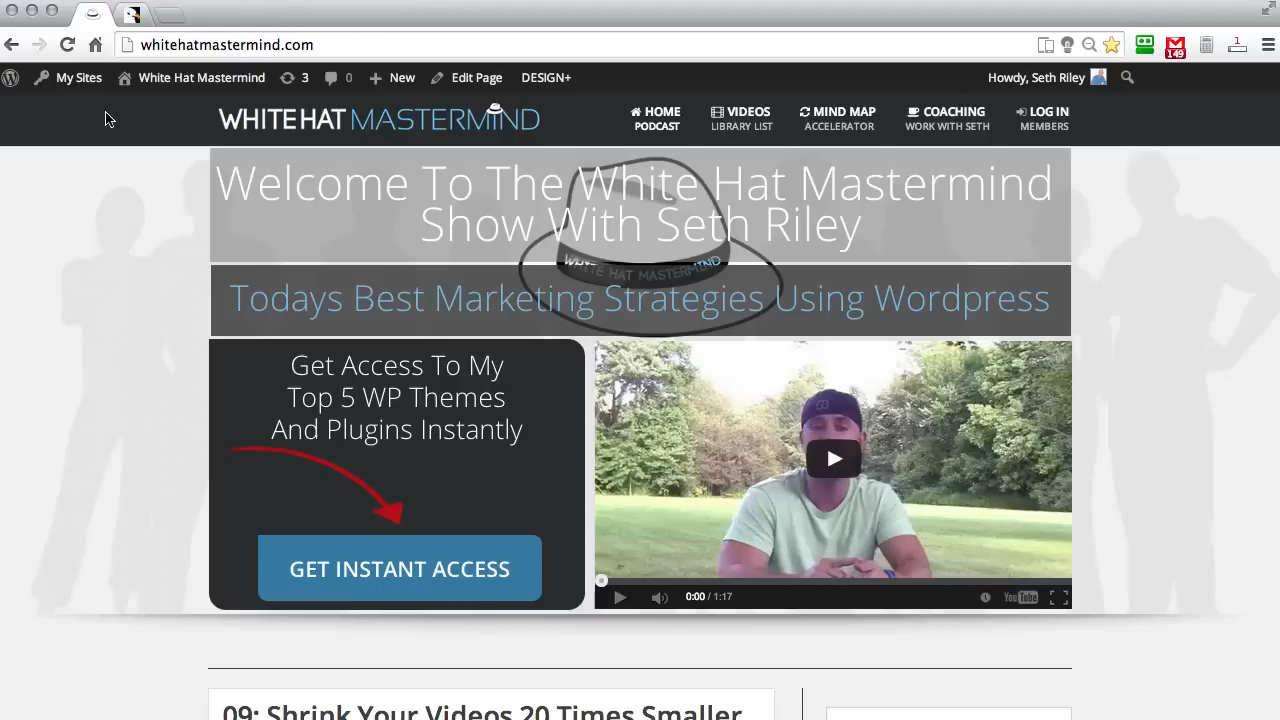 whitehatmastermind.com
149
1
My Sites White Hat Mastermind 3 0 New Edit Page DESIGN+ Howdy, Seth Riley
WHITE HAT MASTERMIND
HOME VIDEOS MIND MAP COACHING LOG IN
PODCAST LIBRARY LIST ACCELERATOR WORK WITH SETH MEMBERS
Welcome To The White Hat Mastermind
Show With Seth Riley
WHITE HAT MASTERMIND
Todays Best Marketing Strategies Using Wordpress
Get Access To My
Top 5 WP Themes
And Plugins Instantly
GET INSTANT ACCESS
0:00 / 1:17
YouTube
09: Shrink Your Videos 20 Times Smaller